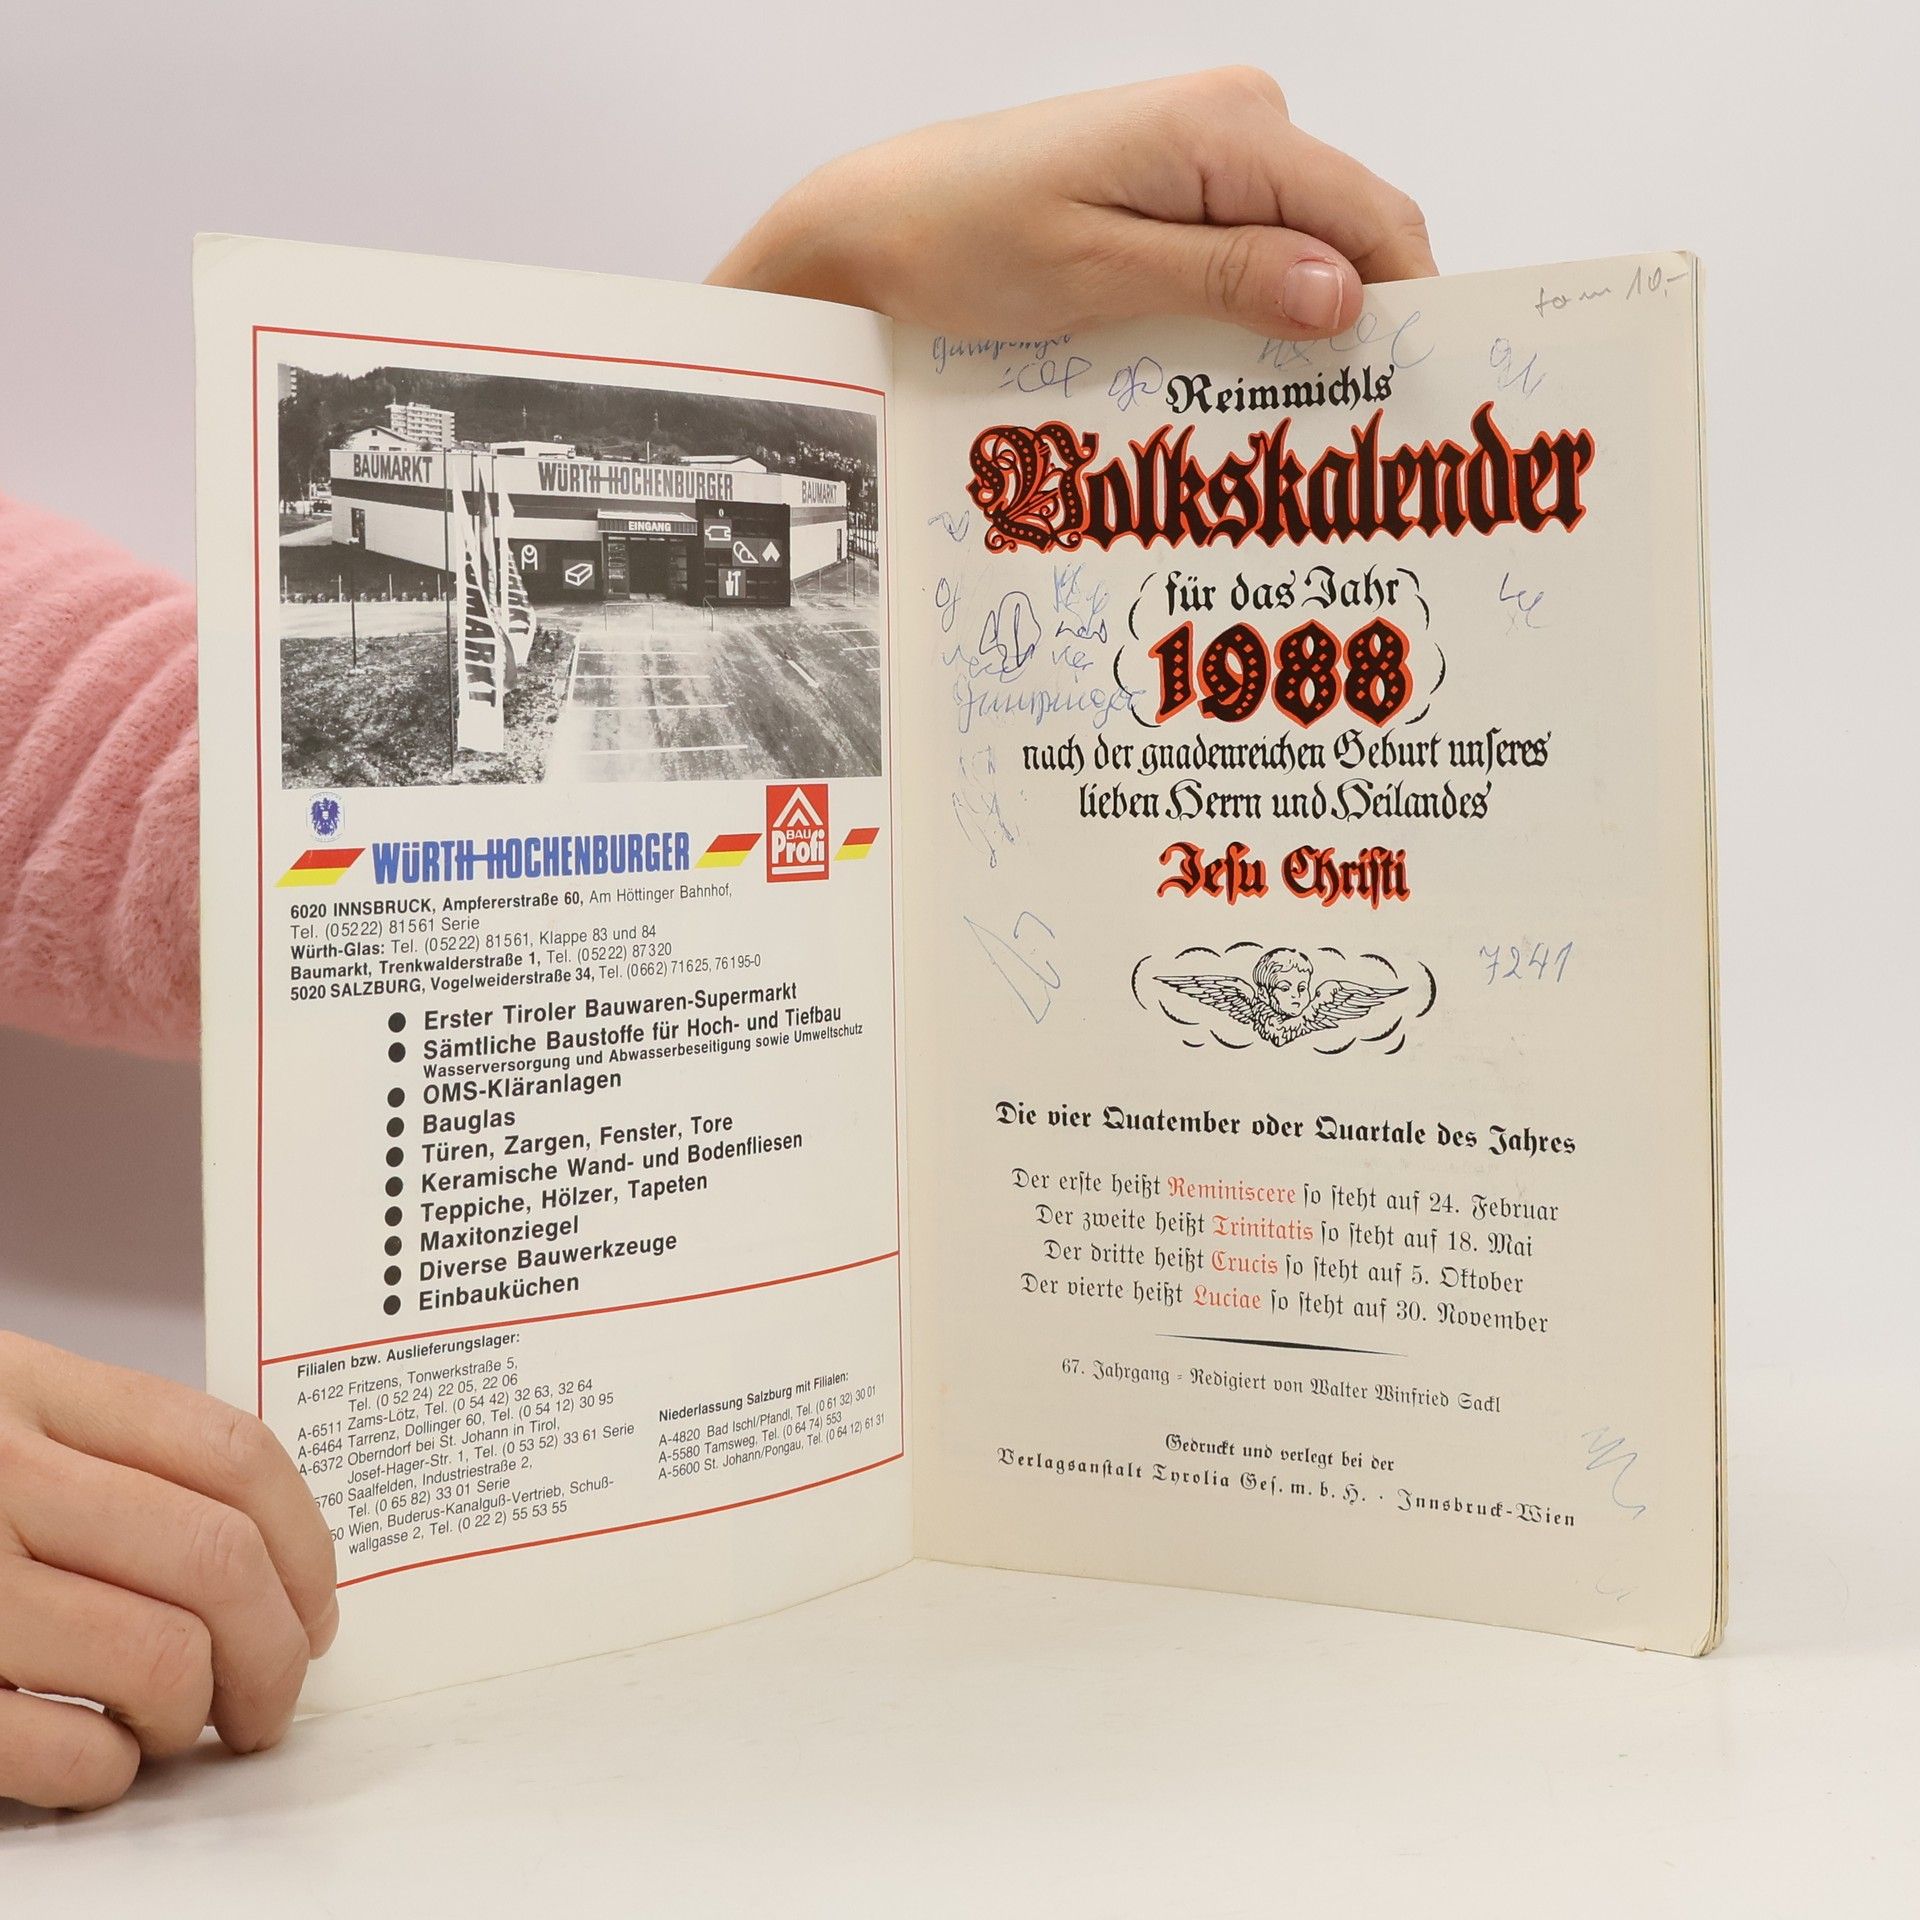 BAUMARKT
WÜRTH-HOCHENBURGER
BAUMARKT
EINGANG
WÜRTH-HOCHENBURGER
BAU
Profi
6020 INNSBRUCK, Ampfererstraße 60, Am Höttinger Bahnhof,
Tel. (05222) 81561 Serie
Würth-Glas: Tel. (05222) 81561, Klappe 83 und 84
Baumarkt, Trenkwalderstraße 1, Tel. (05222) 87320
5020 SALZBURG, Vogelweiderstraße 34, Tel. (0662) 71625, 76195-0
● Erster Tiroler Bauwaren-Supermarkt
● Sämtliche Baustoffe für Hoch- und Tiefbau
Wasserversorgung und Abwasserbeseitigung sowie Umweltschutz
● OMS-Kläranlagen
● Bauglas
● Türen, Zargen, Fenster, Tore
● Keramische Wand- und Bodenfliesen
● Teppiche, Hölzer, Tapeten
● Maxitonziegel
● Diverse Bauwerkzeuge
● Einbauküchen
Filialen bzw. Auslieferungslager:
A-6122 Fritzens, Tonwerkstraße 5,
Tel. (0 52 24) 22 05, 22 06
A-6511 Zams-Lötz, Tel. (0 54 42) 32 63, 32 64
A-6464 Tarrenz, Dollinger 60, Tel. (0 54 12) 30 95
A-6372 Oberndorf bei St. Johann in Tirol,
Josef-Hager-Str. 1, Tel. (0 53 52) 33 61 Serie
5760 Saalfelden, Industriestraße 2,
Tel. (0 65 82) 33 01 Serie
50 Wien, Buderus-Kanalguß-Vertrieb, Schuß-
wallgasse 2, Tel. (0 22 2) 55 53 55
Niederlassung Salzburg mit Filialen:
A-4820 Bad Ischl/Pfandl, Tel. (0 61 32) 30 01
A-5580 Tamsweg, Tel. (0 64 74) 553
A-5600 St. Johann/Pongau, Tel. (0 64 12) 61 31
10,-
Reimmichls
Volkskalender
für das Jahr
1988
nach der gnadenreichen Geburt unseres
lieben Herrn und Heilandes
Jesu Christi
7241
Die vier Quatember oder Quartale des Jahres
Der erste heißt Reminiscere so steht auf 24. Februar
Der zweite heißt Trinitatis so steht auf 18. Mai
Der dritte heißt Crucis so steht auf 5. Oktober
Der vierte heißt Luciae so steht auf 30. November
67. Jahrgang - Redigiert von Walter Winfried Sackl
Gedruckt und verlegt bei der
Verlagsanstalt Tyrolia Ges. m. b. H. · Innsbruck-Wien